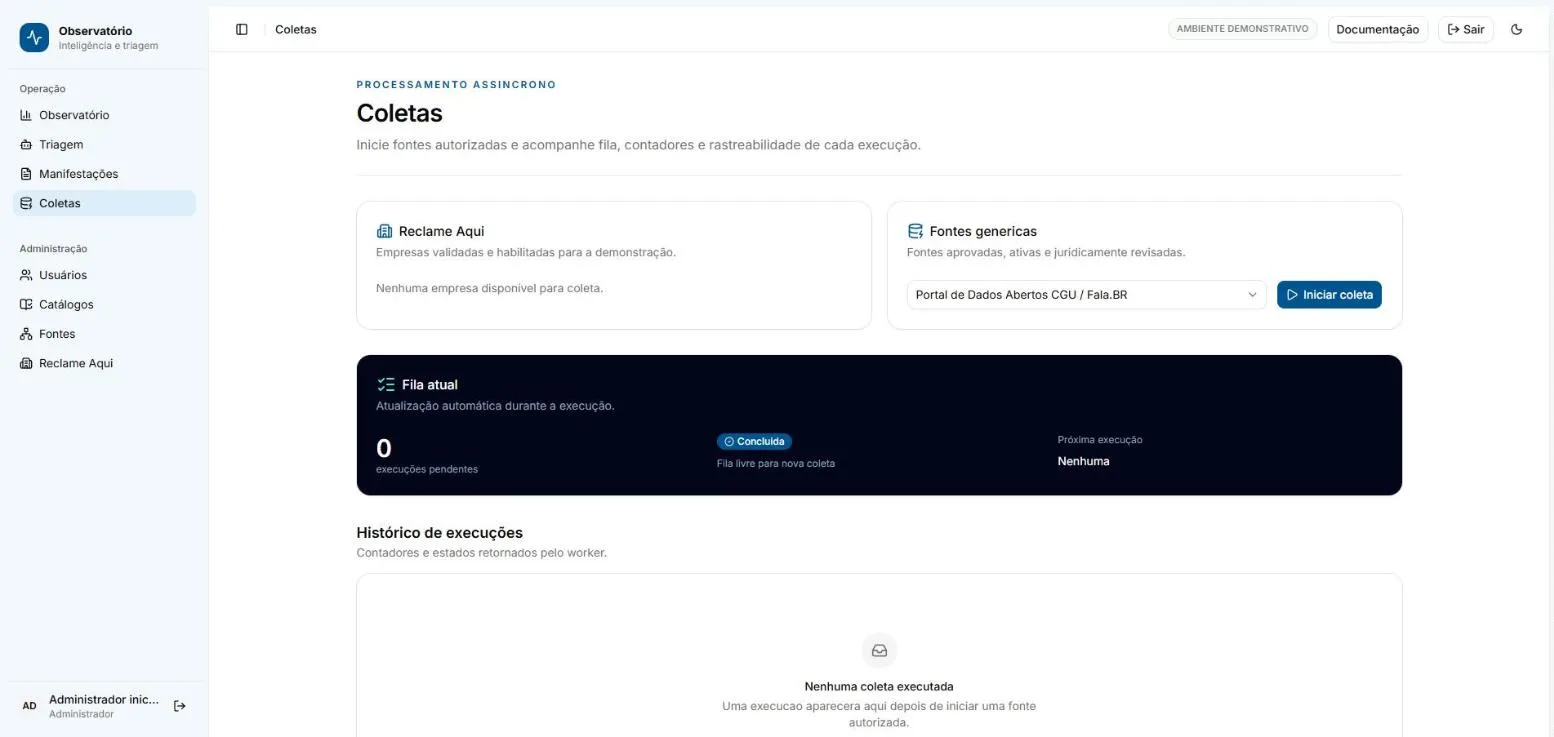 Observatório
Inteligência e triagem
Operação
Observatório
Triagem
Manifestações
Coletas
Administração
Usuários
Catálogos
Fontes
Reclame Aqui
AD
Administrador inic...
Administrador
Coletas
AMBIENTE DEMONSTRATIVO
Documentação
Sair
PROCESSAMENTO ASSINCRONO
Coletas
Inicie fontes autorizadas e acompanhe fila, contadores e rastreabilidade de cada execução.
Reclame Aqui
Empresas validadas e habilitadas para a demonstração.
Nenhuma empresa disponível para coleta.
Fontes genericas
Fontes aprovadas, ativas e juridicamente revisadas.
Portal de Dados Abertos CGU / Fala.BR
Iniciar coleta
Fila atual
Atualização automática durante a execução.
0
execuções pendentes
Concluida
Fila livre para nova coleta
Próxima execução
Nenhuma
Histórico de execuções
Contadores e estados retornados pelo worker.
Nenhuma coleta executada
Uma execucao aparecera aqui depois de iniciar uma fonte
autorizada.